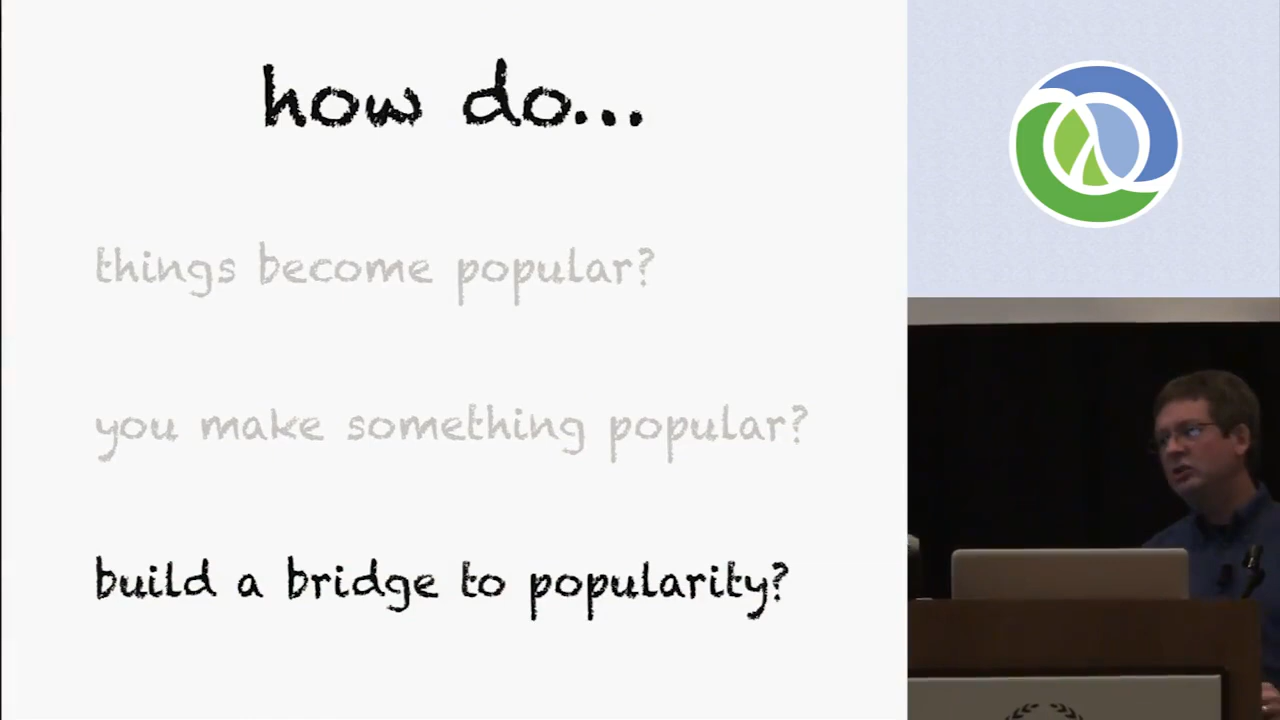 how do...
things become popular?
you make something popular?
build a bridge to popularity?